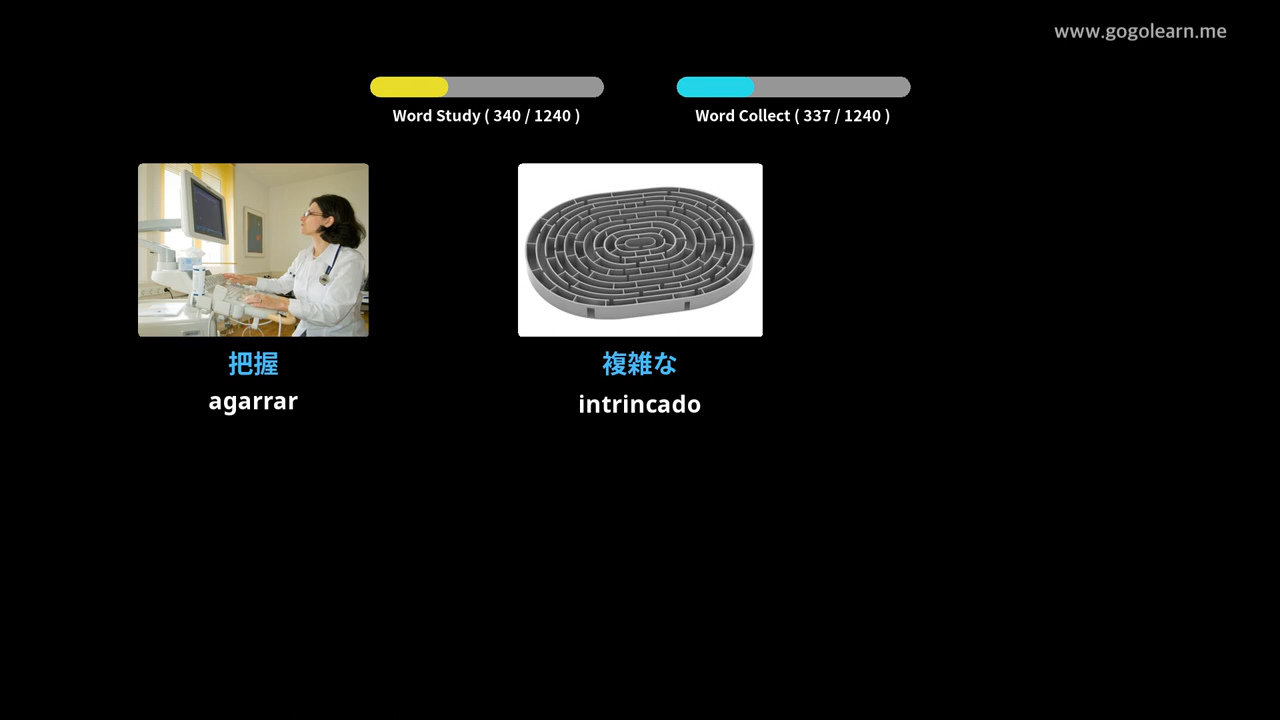 www.gogolearn.me
Word Study ( 340 / 1240 )
Word Collect ( 337 / 1240 )
把握
agarrar
複雑な
intrincado